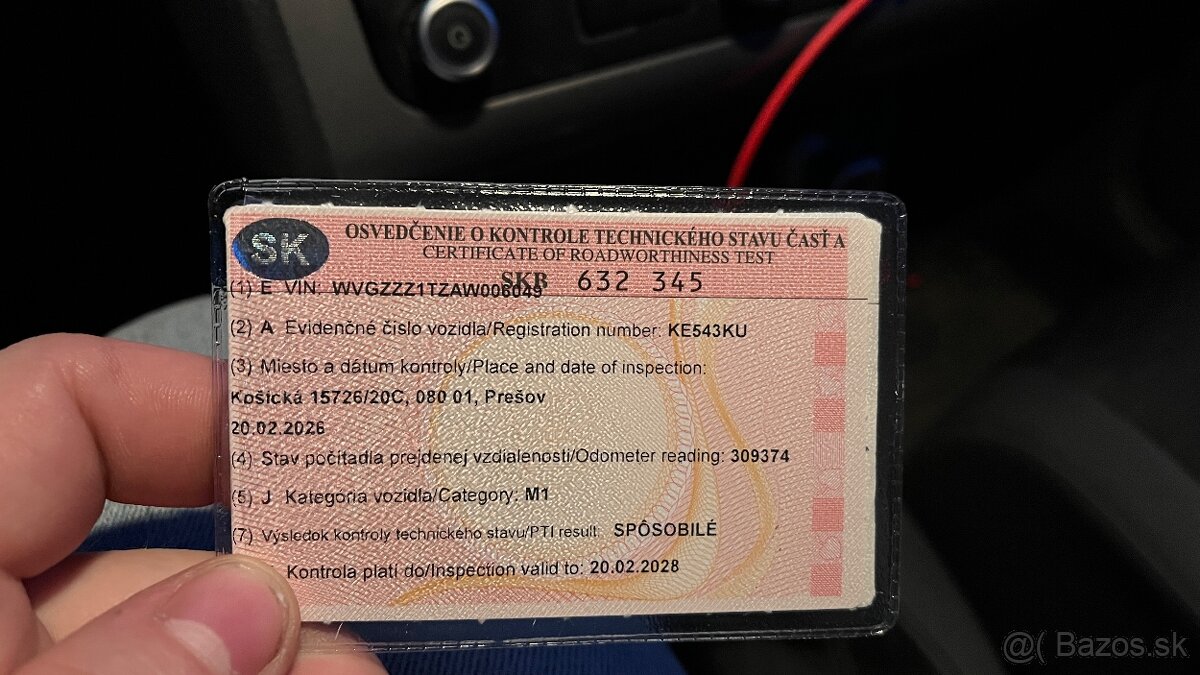 SK
OSVEDČENIE O KONTROLE TECHNICKÉHO STAVU ČASŤ A
CERTIFICATE OF ROADWORTHINESS TEST
SKB 632 345
(1) E VIN: WVGZZZ1TZAW006049
(2) A Evidenčné číslo vozidla/Registration number: KE543KU
(3) Miesto a dátum kontroly/Place and date of inspection:
Košická 15726/20C, 080 01, Prešov
20.02.2026
(4) Stav počítadla prejdenej vzdialenosti/Odometer reading: 309374
(5) J Kategória vozidla/Category: M1
(7) Výsledok kontroly technického stavu/PTI result: SPÔSOBILÉ
Kontrola platí do/Inspection valid to: 20.02.2028
@( Bazos.sk